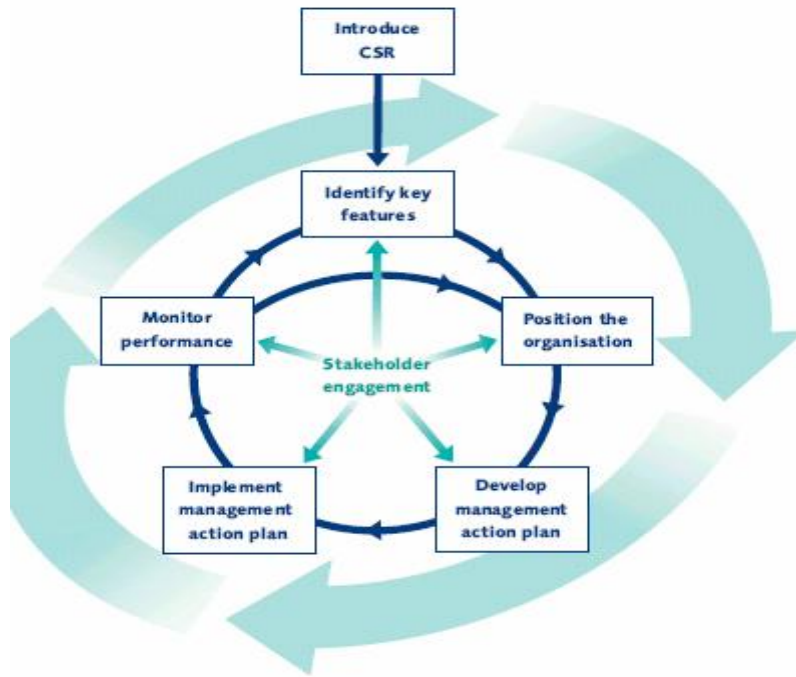 Introduce
CSR
Identify key
features
Monitor
performance
Position the
organisation
Stakeholder
engagement
Implement
management
action plan
Develop
management
action plan